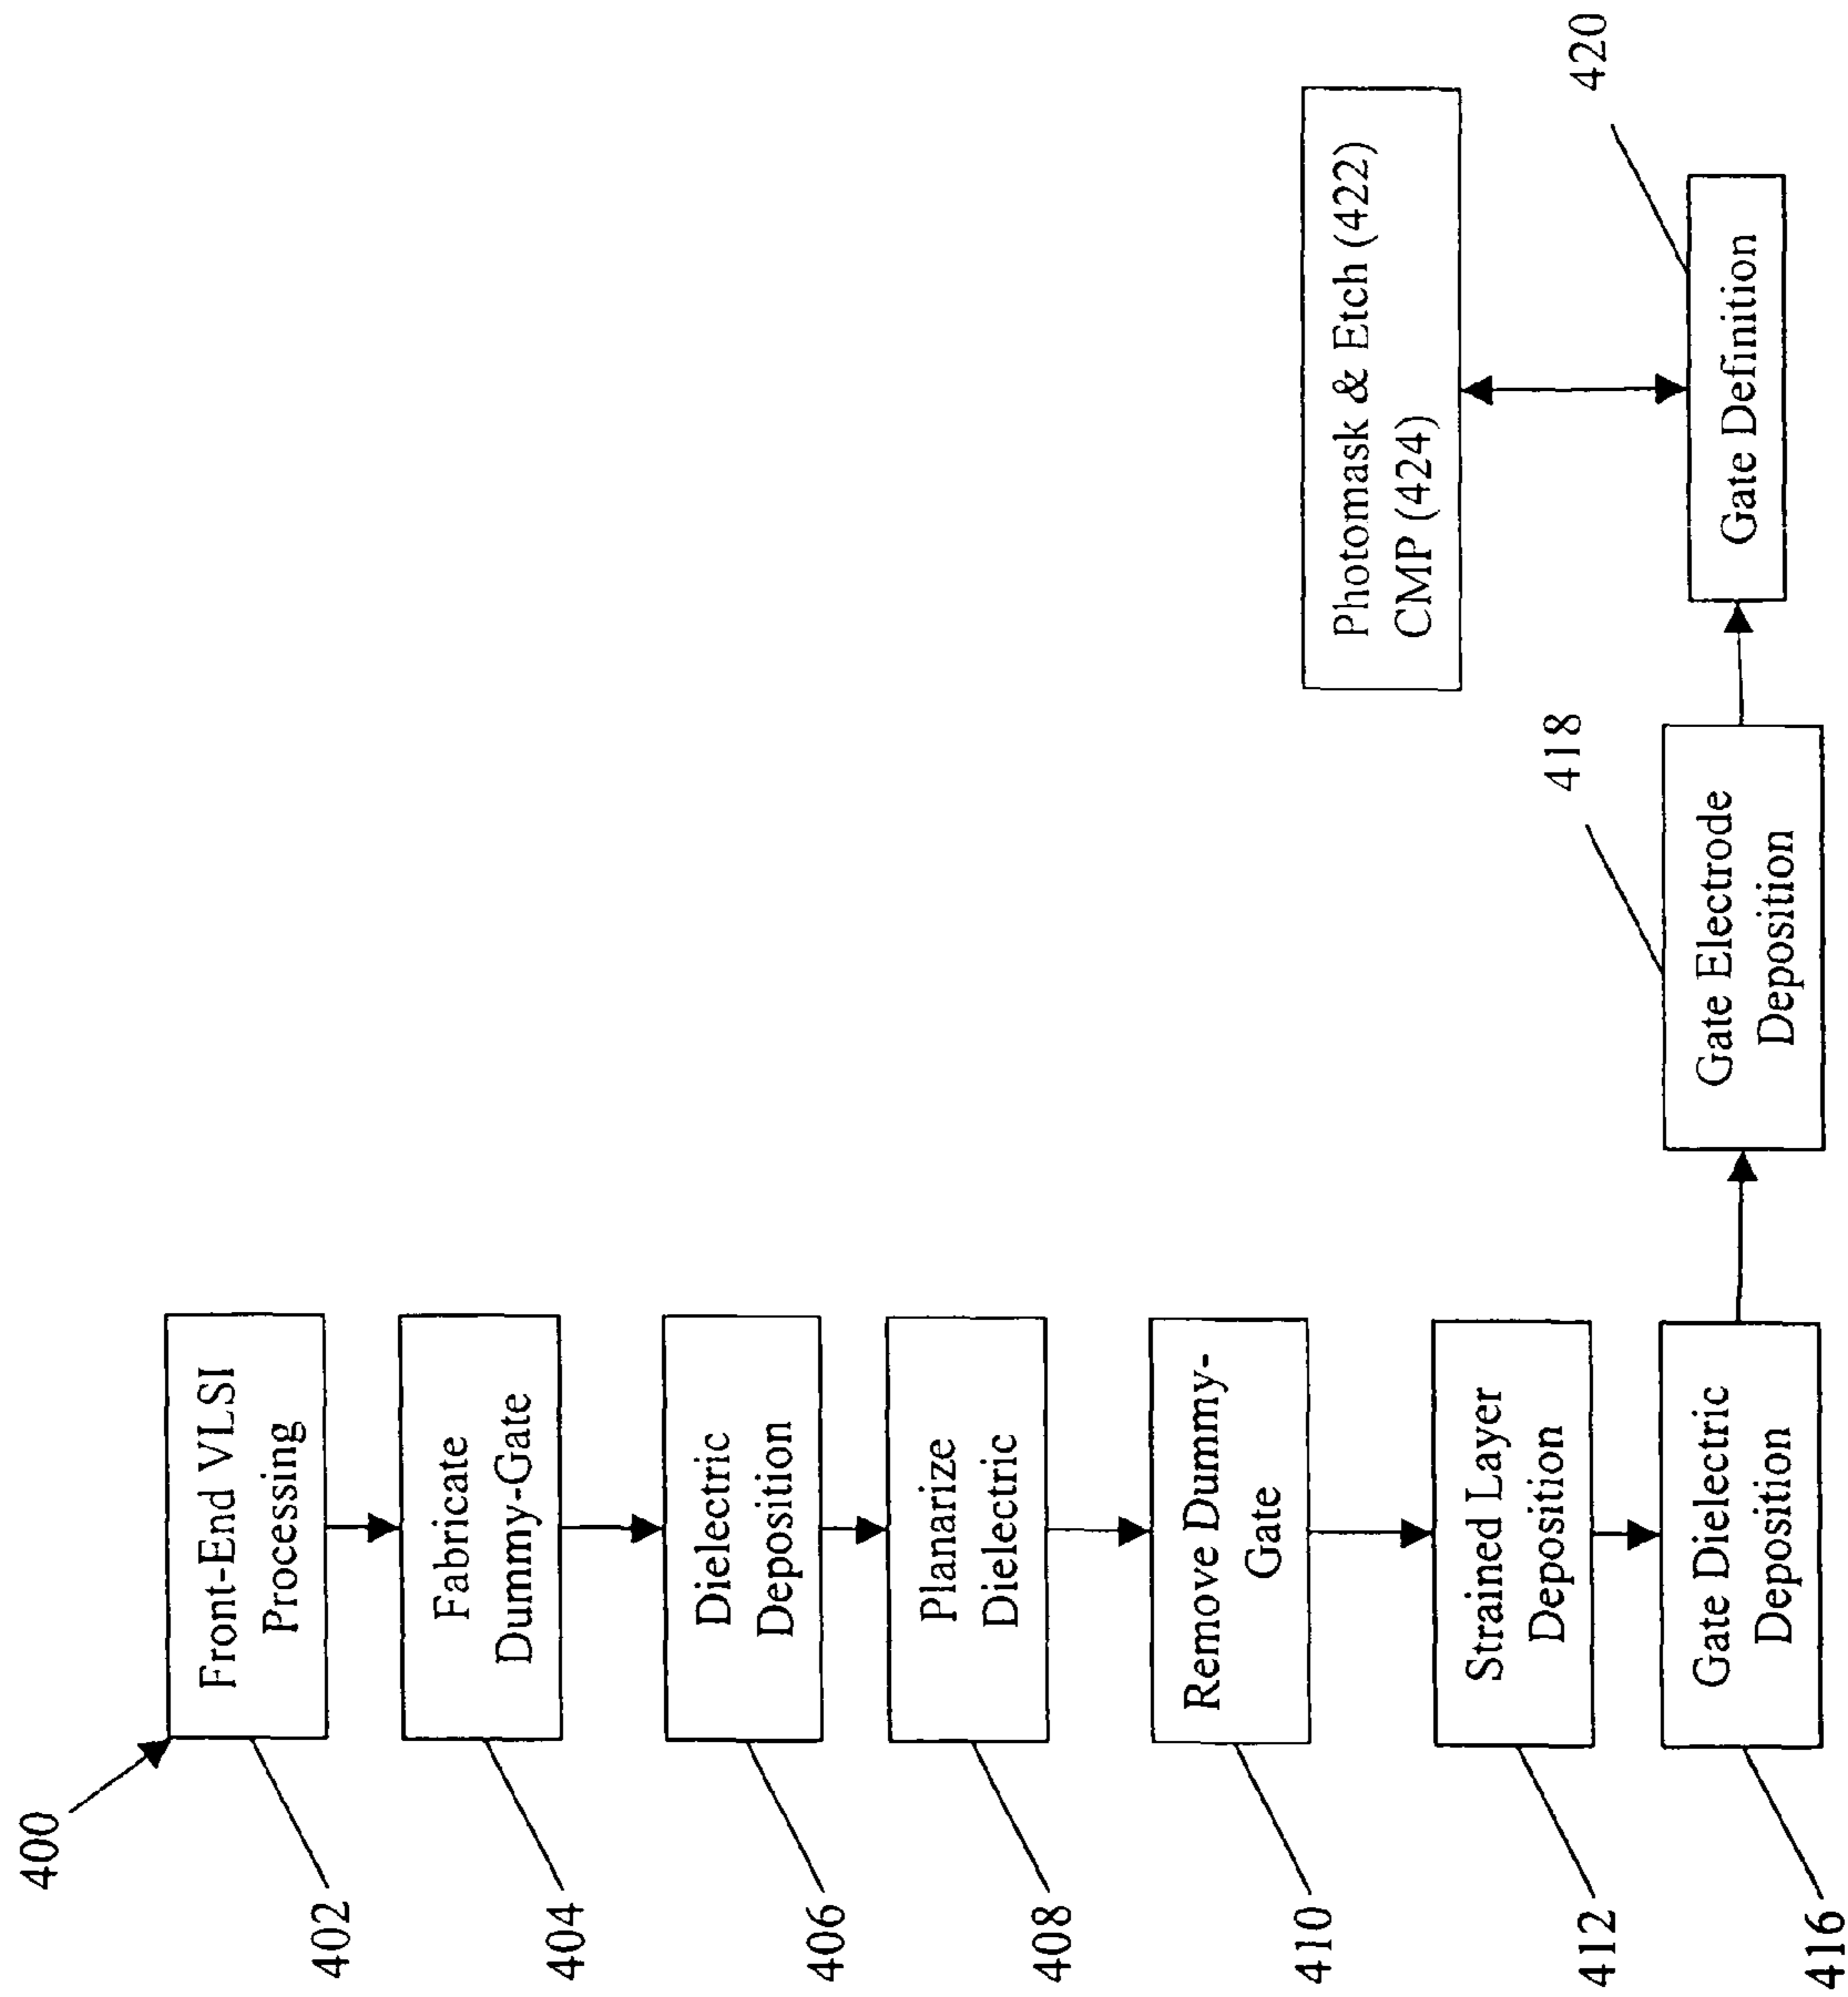 400
402
Front-End VLSI
Processing
404
Fabricate
Dummy-Gate
406
Dielectric
Deposition
408
Planarize
Dielectric
410
Remove Dummy-
Gate
412
Strained Layer
Deposition
416
Gate Dielectric
Deposition
418
Gate Electrode
Deposition
420
Gate Definition
Photomask & Etch (422)
CMP (424)